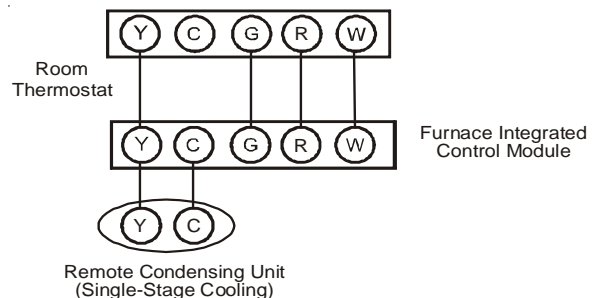 Y C G R W
Room
Thermostat
Y C G R W
Furnace Integrated
Control Module
Y C
Remote Condensing Unit
(Single-Stage Cooling)